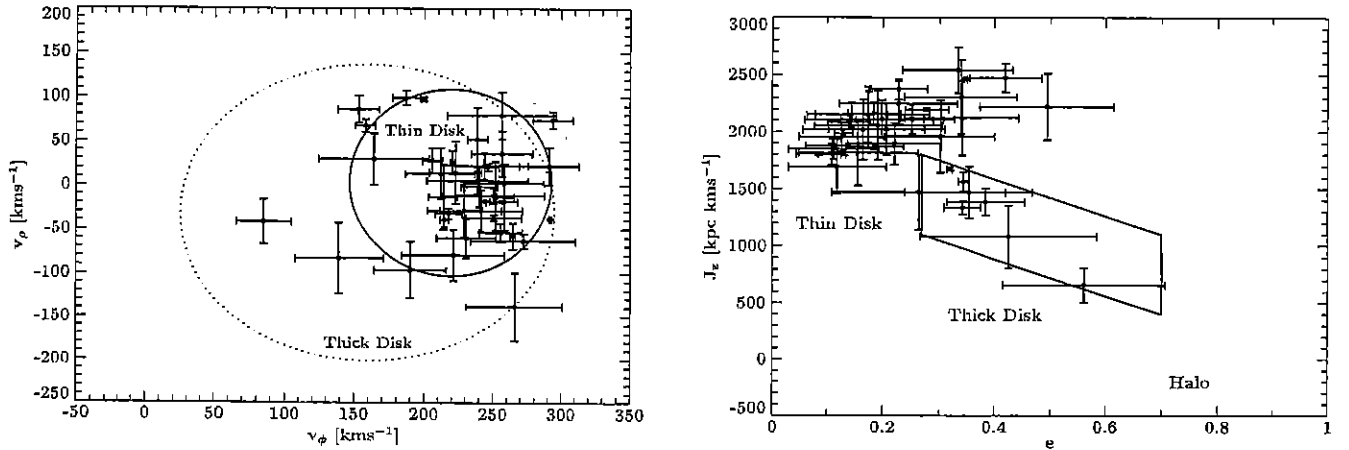 200
150
100
50
0
-50
-100
-150
-200
-250
v_ρ [kms⁻¹]
Thin Disk
Thick Disk
-50 0 50 100 150 200 250 300 350
v_φ [kms⁻¹]
3000
2500
2000
1500
1000
500
0
-500
J_z [kpc kms⁻¹]
Thin Disk
Thick Disk
Halo
0 0.2 0.4 0.6 0.8 1
e